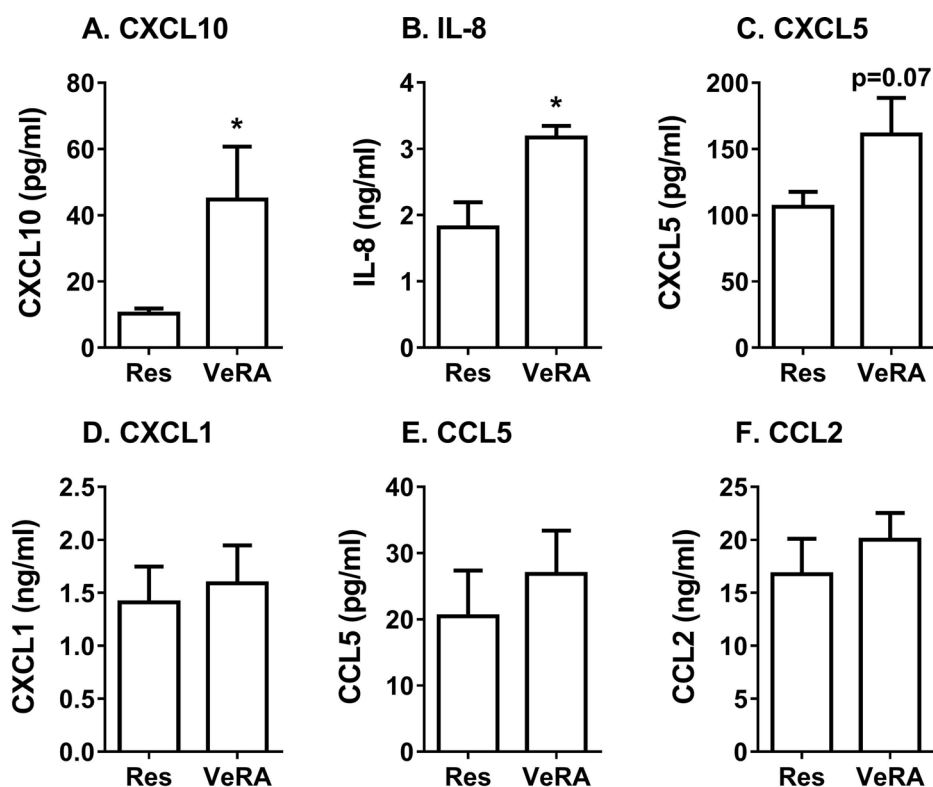 A. CXCL10
CXCL10 (pg/ml)
80
60
40
20
0
*
Res VeRA
B. IL-8
IL-8 (ng/ml)
4
3
2
1
0
*
Res VeRA
C. CXCL5
CXCL5 (pg/ml)
200
150
100
50
0
p=0.07
Res VeRA
D. CXCL1
CXCL1 (ng/ml)
2.5
2.0
1.5
1.0
0.5
0.0
Res VeRA
E. CCL5
CCL5 (pg/ml)
40
30
20
10
0
Res VeRA
F. CCL2
CCL2 (ng/ml)
25
20
15
10
5
0
Res VeRA